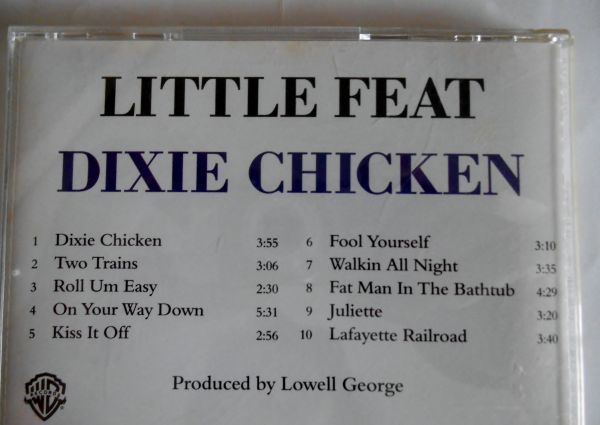 LITTLE FEAT
DIXIE CHICKEN
1 Dixie Chicken 3:55
2 Two Trains 3:06
3 Roll Um Easy 2:30
4 On Your Way Down 5:31
5 Kiss It Off 2:56
6 Fool Yourself 3:10
7 Walkin All Night 3:35
8 Fat Man In The Bathtub 4:29
9 Juliette 3:20
10 Lafayette Railroad 3:40
Produced by Lowell George
WB
RECORDS